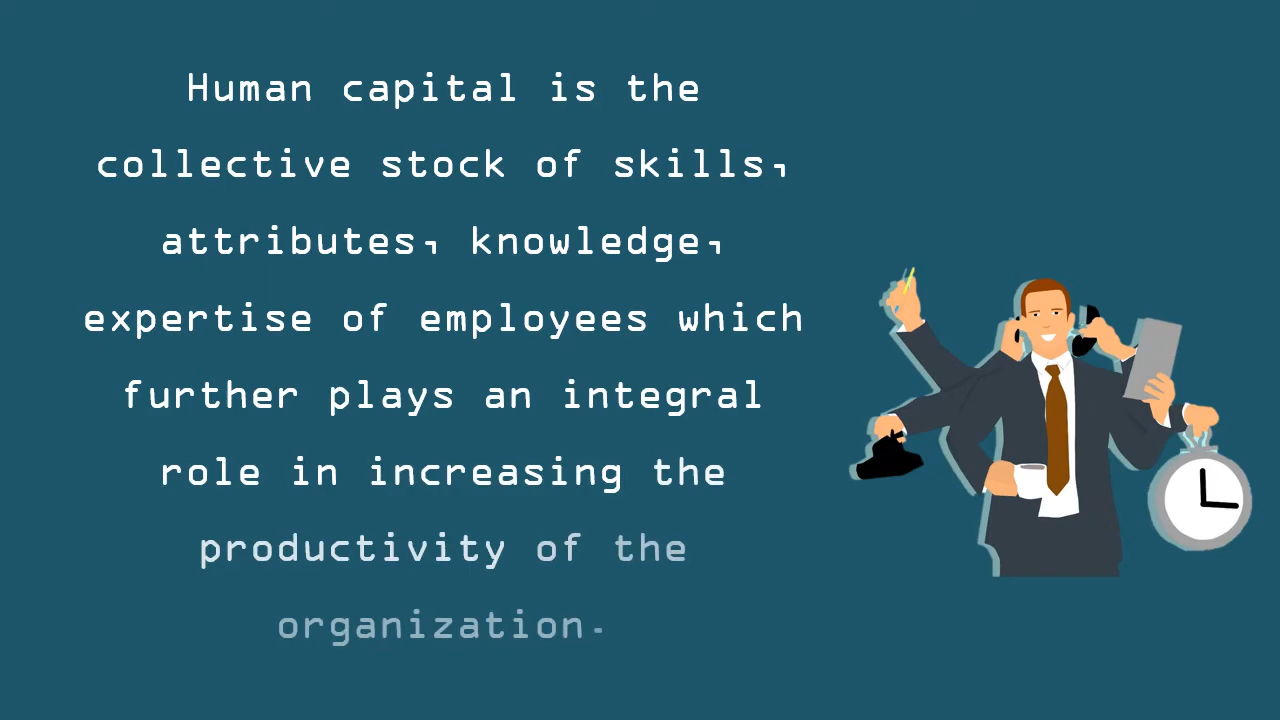 Human capital is the
collective stock of skills,
attributes, knowledge,
expertise of employees which
further plays an integral
role in increasing the
productivity of the
organization.